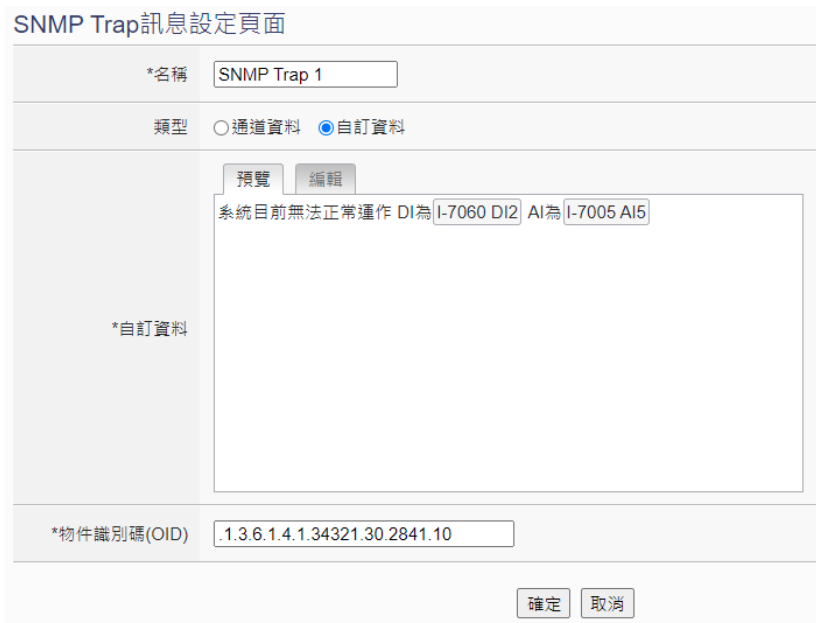 SNMP Trap訊息設定頁面
*名稱 SNMP Trap 1
類型 通道資料 自訂資料
預覽 編輯
系統目前無法正常運作 DI為 I-7060 DI2 AI為 I-7005 AI5
*自訂資料
*物件識別碼(OID) .1.3.6.1.4.1.34321.30.2841.10
確定 取消